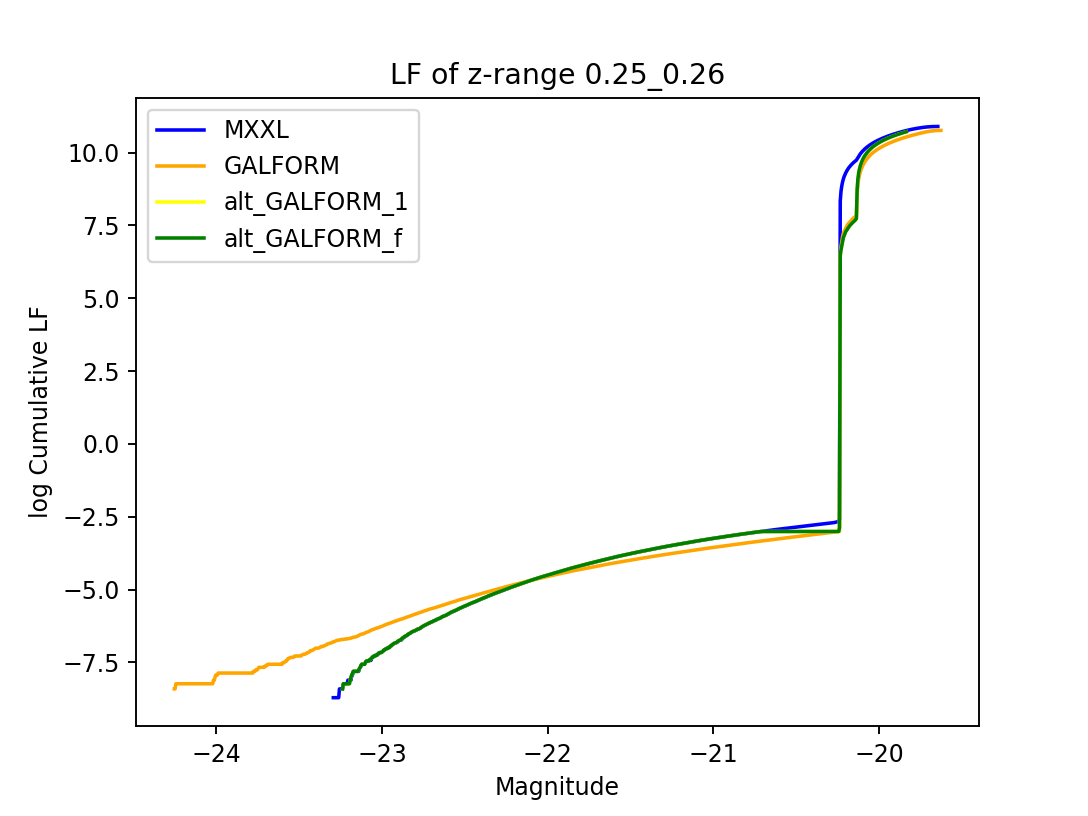 LF of z-range 0.25_0.26
MXXL
GALFORM
alt_GALFORM_1
alt_GALFORM_f
log Cumulative LF
10.0
7.5
5.0
2.5
0.0
−2.5
−5.0
−7.5
−24
−23
−22
−21
−20
Magnitude